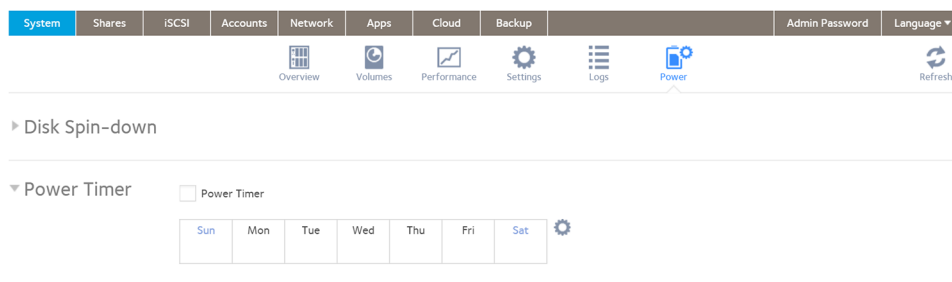 System Shares iSCSI Accounts Network Apps Cloud Backup Admin Password Language
Overview Volumes Performance Settings Logs Power Refresh
Disk Spin-down
Power Timer
Power Timer
Sun Mon Tue Wed Thu Fri Sat